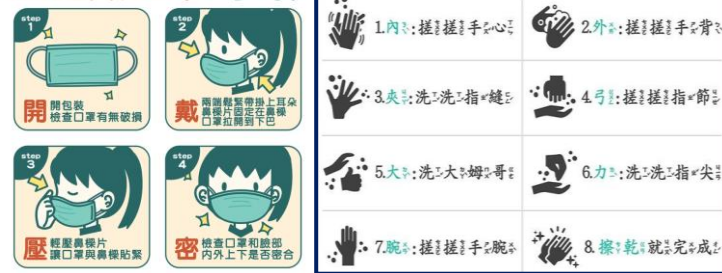 step
1
開 開包裝
檢查口罩有無破損
step
2
戴 兩端鬆緊帶掛上耳朵
鼻樑片固定在鼻樑
口罩拉開到下巴
step
3
壓 輕壓鼻樑片
讓口罩與鼻樑貼緊
step
4
密 檢查口罩和臉部
內外上下是否密合
1.內:搓搓手心
2.外:搓搓手背
3.夾:洗洗指縫
4.弓:搓搓指節
5.大:洗大姆哥
6.力:洗洗指尖
7.腕:搓搓手腕
8.擦乾就完成